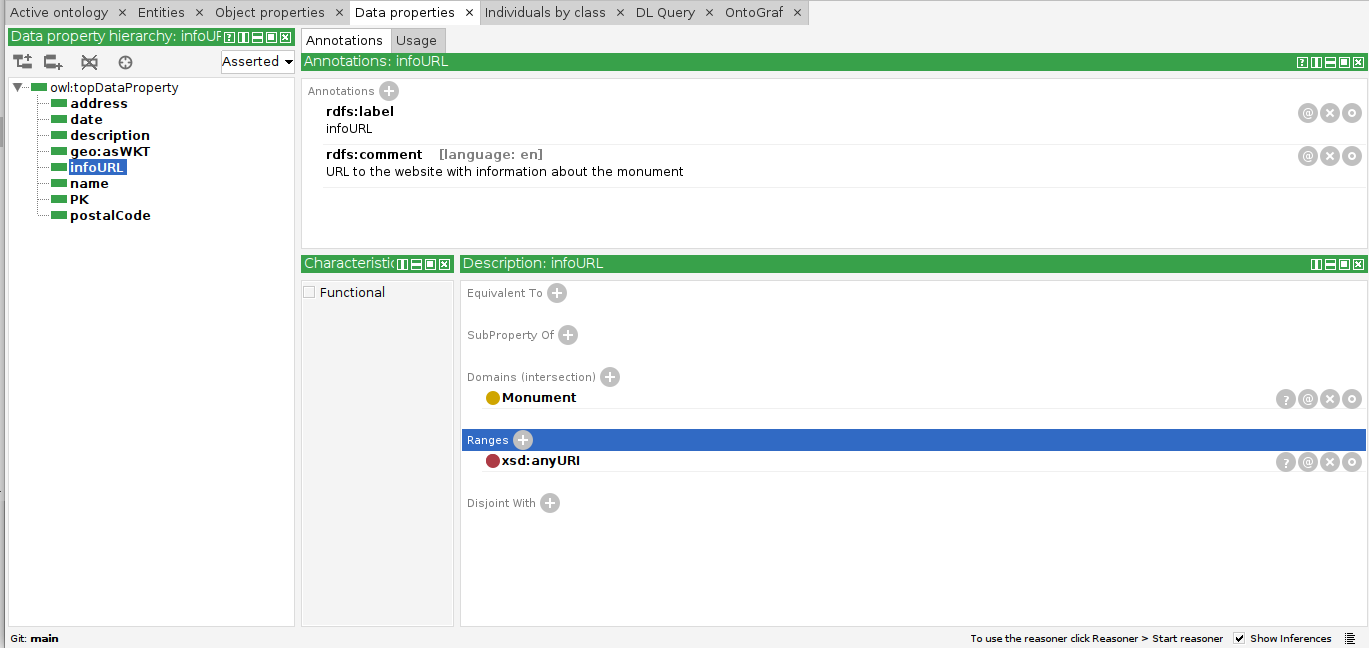 Active ontology × Entities × Object properties × Data properties × Individuals by class × DL Query × OntoGraf ×
Data property hierarchy: infoUR
Asserted
owl:topDataProperty
address
date
description
geo:asWKT
infoURL
name
PK
postalCode
Annotations Usage
Annotations: infoURL
Annotations
rdfs:label
infoURL
rdfs:comment [language: en]
URL to the website with information about the monument
Characteristic
Functional
Description: infoURL
Equivalent To
SubProperty Of
Domains (intersection)
Monument
Ranges
xsd:anyURI
Disjoint With
Git: main
To use the reasoner click Reasoner > Start reasoner Show Inferences